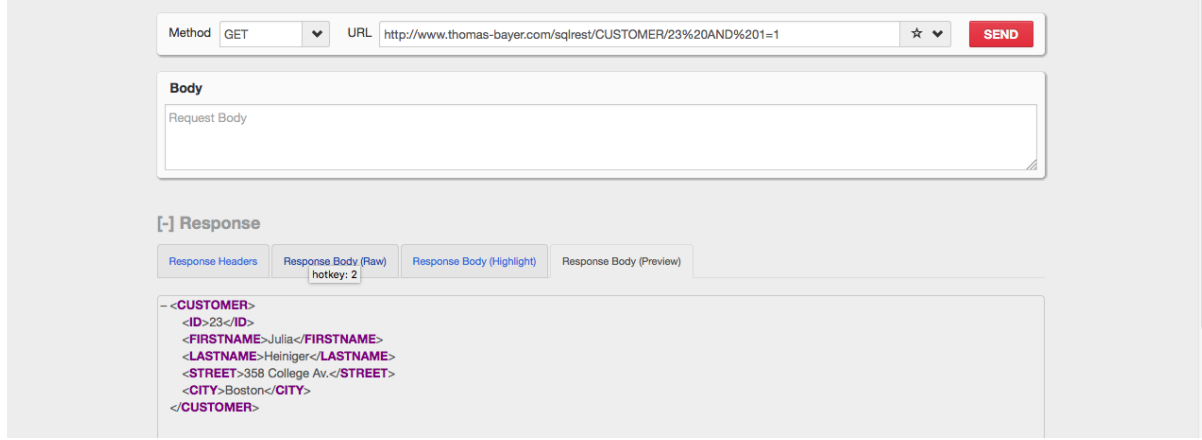 Method GET URL http://www.thomas-bayer.com/sqlrest/CUSTOMER/23%20AND%201=1 SEND
Body
Request Body
[-] Response
Response Headers Response Body (Raw) Response Body (Highlight) Response Body (Preview)
hotkey: 2
– <CUSTOMER>
<ID>23</ID>
<FIRSTNAME>Julia</FIRSTNAME>
<LASTNAME>Heiniger</LASTNAME>
<STREET>358 College Av.</STREET>
<CITY>Boston</CITY>
</CUSTOMER>